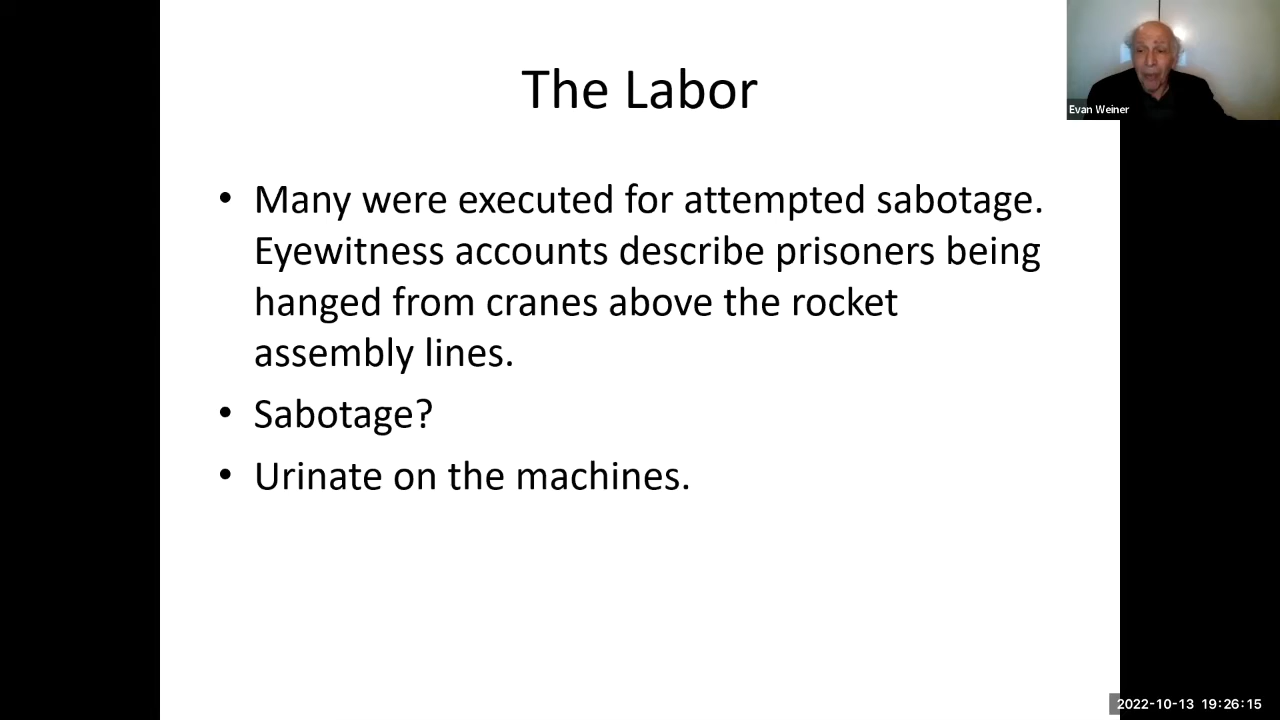 The Labor
Evan Weiner
• Many were executed for attempted sabotage.
Eyewitness accounts describe prisoners being
hanged from cranes above the rocket
assembly lines.
• Sabotage?
• Urinate on the machines.
2022-10-13 19:26:15